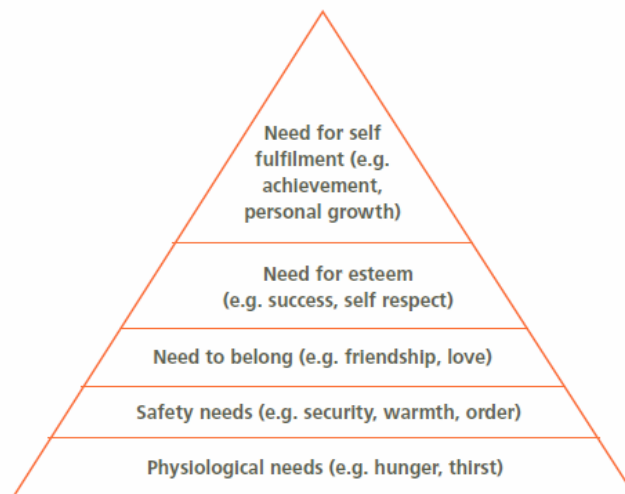 Need for self
fulfilment (e.g.
achievement,
personal growth)
Need for esteem
(e.g. success, self respect)
Need to belong (e.g. friendship, love)
Safety needs (e.g. security, warmth, order)
Physiological needs (e.g. hunger, thirst)